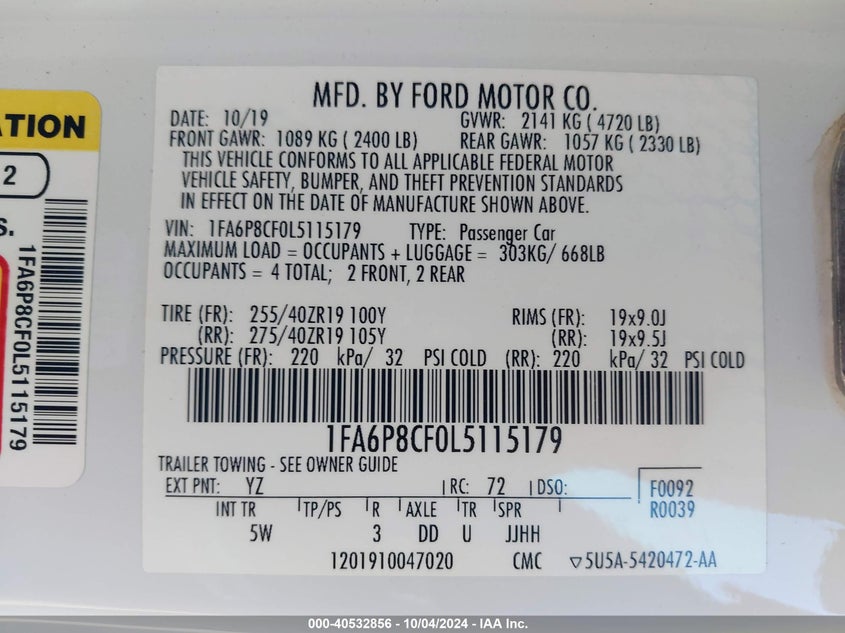 ATION
2
S.
1FA6P8CF0L5115179
MFD. BY FORD MOTOR CO.
DATE: 10/19 GVWR: 2141 KG ( 4720 LB)
FRONT GAWR: 1089 KG ( 2400 LB) REAR GAWR: 1057 KG ( 2330 LB)
THIS VEHICLE CONFORMS TO ALL APPLICABLE FEDERAL MOTOR
VEHICLE SAFETY, BUMPER, AND THEFT PREVENTION STANDARDS
IN EFFECT ON THE DATE OF MANUFACTURE SHOWN ABOVE.
VIN: 1FA6P8CF0L5115179 TYPE: Passenger Car
MAXIMUM LOAD = OCCUPANTS + LUGGAGE = 303KG/ 668LB
OCCUPANTS = 4 TOTAL; 2 FRONT, 2 REAR
TIRE (FR): 255/40ZR19 100Y RIMS (FR): 19x9.0J
(RR): 275/40ZR19 105Y (RR): 19x9.5J
PRESSURE (FR): 220 kPa/ 32 PSI COLD (RR): 220 kPa/ 32 PSI COLD
1FA6P8CF0L5115179
TRAILER TOWING - SEE OWNER GUIDE
EXT PNT: YZ RC: 72 DSO: F0092
INT TR TP/PS R AXLE TR SPR R0039
5W 3 DD U JJHH
1201910047020 CMC ▽5U5A-5420472-AA
000-40532856 - 10/04/2024 - IAA Inc.